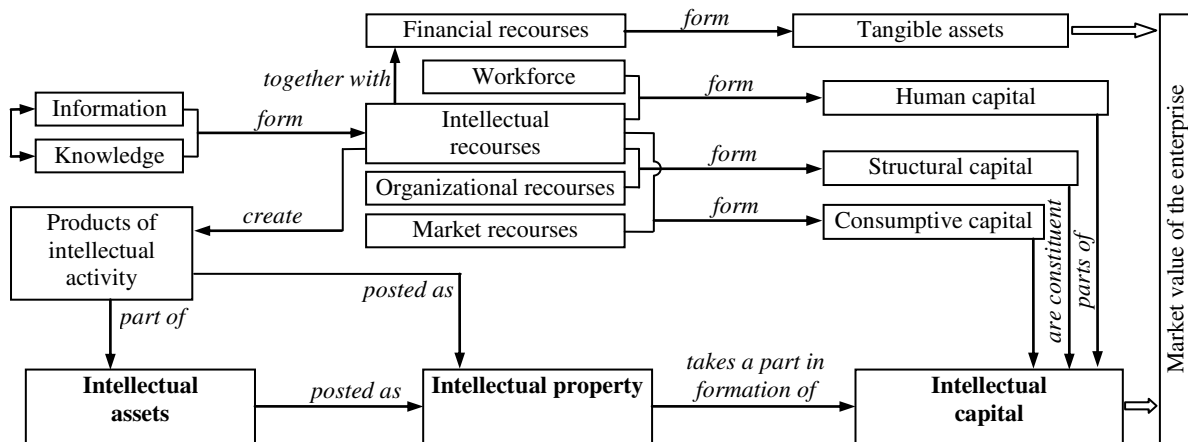 Financial recourses
form
Tangible assets
together with
Workforce
Information
form
Intellectual
recourses
form
Human capital
Knowledge
Organizational recourses
form
Structural capital
Products of
intellectual
activity
create
Market recourses
form
Consumptive capital
part of
posted as
are constituent
parts of
Intellectual
assets
posted as
Intellectual property
takes a part in
formation of
Intellectual
capital
Market value of the enterprise